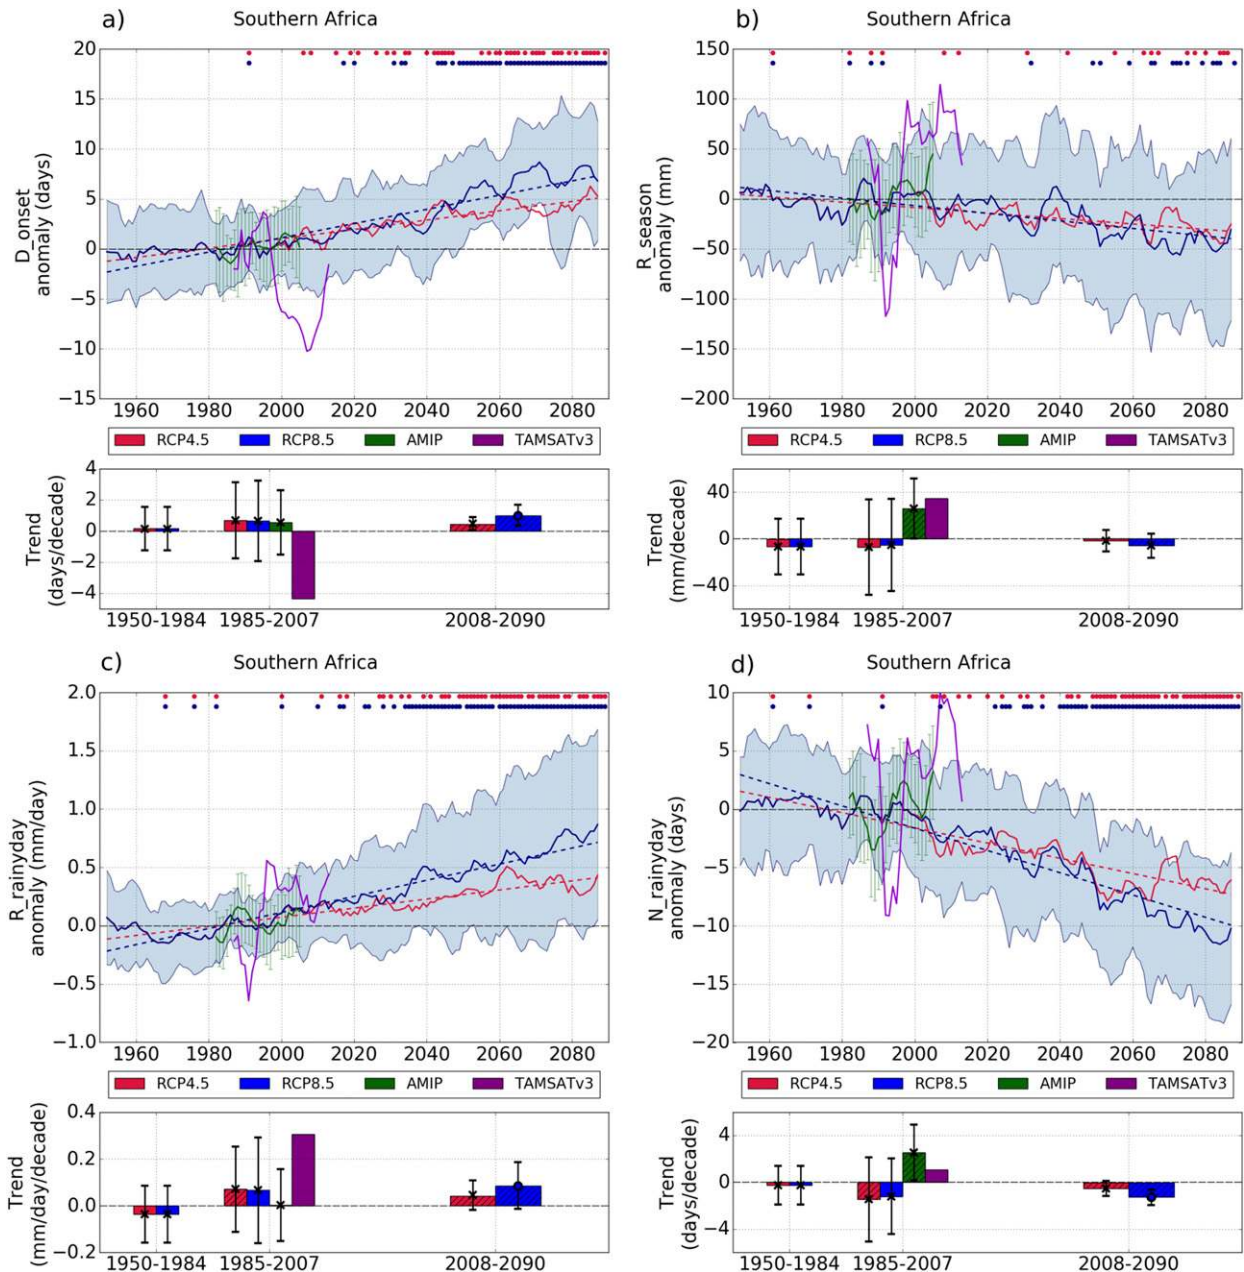 a) Southern Africa
20
15
10
5
0
−5
−10
−15
D_onset
anomaly (days)
1960 1980 2000 2020 2040 2060 2080
RCP4.5 RCP8.5 AMIP TAMSATv3
4
2
0
−2
−4
Trend
(days/decade)
1950-1984 1985-2007 2008-2090
b) Southern Africa
150
100
50
0
−50
−100
−150
−200
R_season
anomaly (mm)
1960 1980 2000 2020 2040 2060 2080
RCP4.5 RCP8.5 AMIP TAMSATv3
40
0
−40
Trend
(mm/decade)
1950-1984 1985-2007 2008-2090
c) Southern Africa
2.0
1.5
1.0
0.5
0.0
−0.5
−1.0
R_rainyday
anomaly (mm/day)
1960 1980 2000 2020 2040 2060 2080
RCP4.5 RCP8.5 AMIP TAMSATv3
0.4
0.2
0.0
−0.2
Trend
(mm/day/decade)
1950-1984 1985-2007 2008-2090
d) Southern Africa
10
5
0
−5
−10
−15
−20
N_rainyday
anomaly (days)
1960 1980 2000 2020 2040 2060 2080
RCP4.5 RCP8.5 AMIP TAMSATv3
4
0
−4
Trend
(days/decade)
1950-1984 1985-2007 2008-2090